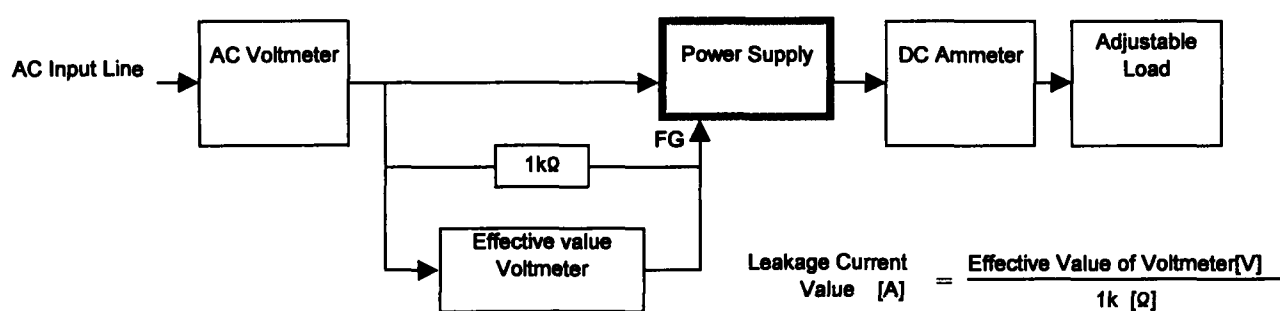 AC Input Line
AC Voltmeter
Power Supply
DC Ammeter
Adjustable
Load
FG
1kΩ
Effective value
Voltmeter
Leakage Current
Value [A]
= Effective Value of Voltmeter[V]
1k [Ω]